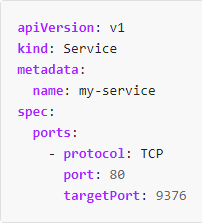 apiVersion: v1
kind: Service
metadata:
  name: my-service
spec:
  ports:
    - protocol: TCP
      port: 80
      targetPort: 9376